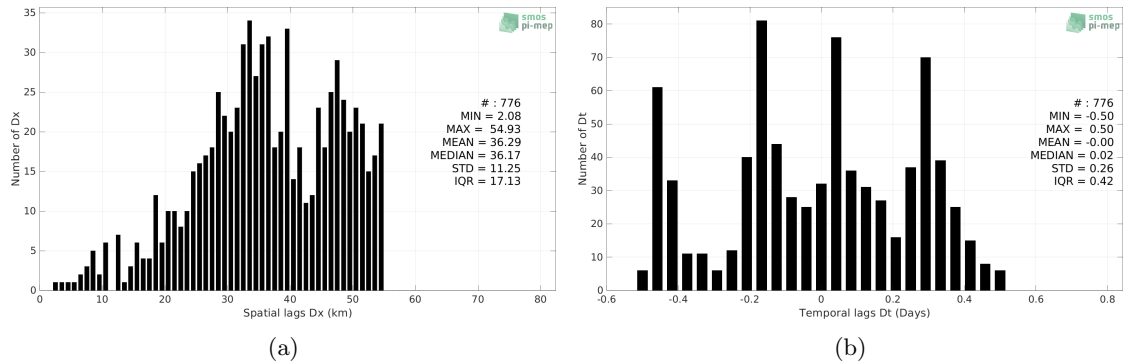 35
30
25
20
15
10
5
0
Number of Dx
0 10 20 30 40 50 60 70 80
Spatial lags Dx (km)
smos
pi-mep
# : 776
MIN = 2.08
MAX = 54.93
MEAN = 36.29
MEDIAN = 36.17
STD = 11.25
IQR = 17.13
(a)
80
70
60
50
40
30
20
10
0
Number of Dt
-0.6 -0.4 -0.2 0 0.2 0.4 0.6 0.8
Temporal lags Dt (Days)
smos
pi-mep
# : 776
MIN = -0.50
MAX = 0.50
MEAN = -0.00
MEDIAN = 0.02
STD = 0.26
IQR = 0.42
(b)